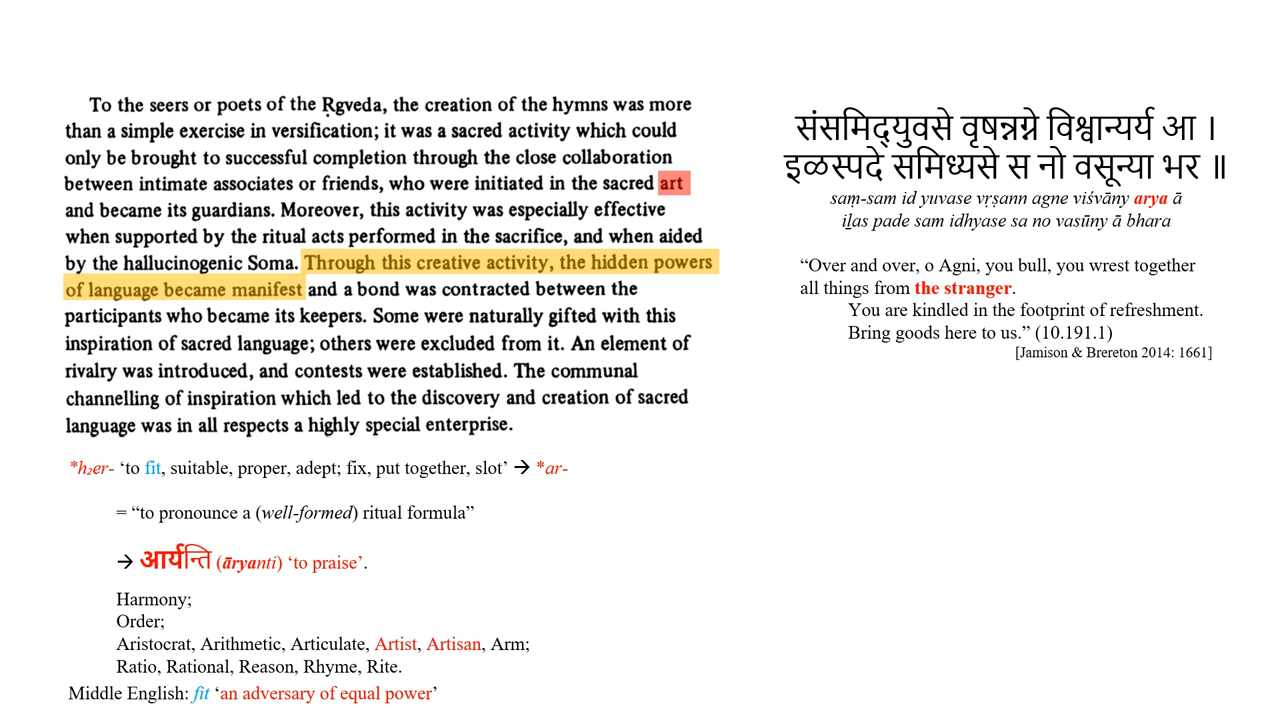 To the seers or poets of the Ṛgveda, the creation of the hymns was more
than a simple exercise in versification; it was a sacred activity which could
only be brought to successful completion through the close collaboration
between intimate associates or friends, who were initiated in the sacred art
and became its guardians. Moreover, this activity was especially effective
when supported by the ritual acts performed in the sacrifice, and when aided
by the hallucinogenic Soma. Through this creative activity, the hidden powers
of language became manifest and a bond was contracted between the
participants who became its keepers. Some were naturally gifted with this
inspiration of sacred language; others were excluded from it. An element of
rivalry was introduced, and contests were established. The communal
channelling of inspiration which led to the discovery and creation of sacred
language was in all respects a highly special enterprise.
*h₂er- ‘to fit, suitable, proper, adept; fix, put together, slot’ → *ar-
= “to pronounce a (well-formed) ritual formula”
→ आर्यन्ति (āryanti) ‘to praise’.
Harmony;
Order;
Aristocrat, Arithmetic, Articulate, Artist, Artisan, Arm;
Ratio, Rational, Reason, Rhyme, Rite.
Middle English: fit ‘an adversary of equal power’
संसमिद्युवसे वृषन्नग्ने विश्वान्यर्य आ ।
इळस्पदे समिध्यसे स नो वसून्या भर ॥
saṃ-sam id yuvase vṛṣann agne viśvāny arya ā
iḻas pade sam idhyase sa no vasūny ā bhara
“Over and over, o Agni, you bull, you wrest together
all things from the stranger.
You are kindled in the footprint of refreshment.
Bring goods here to us.” (10.191.1)
[Jamison & Brereton 2014: 1661]